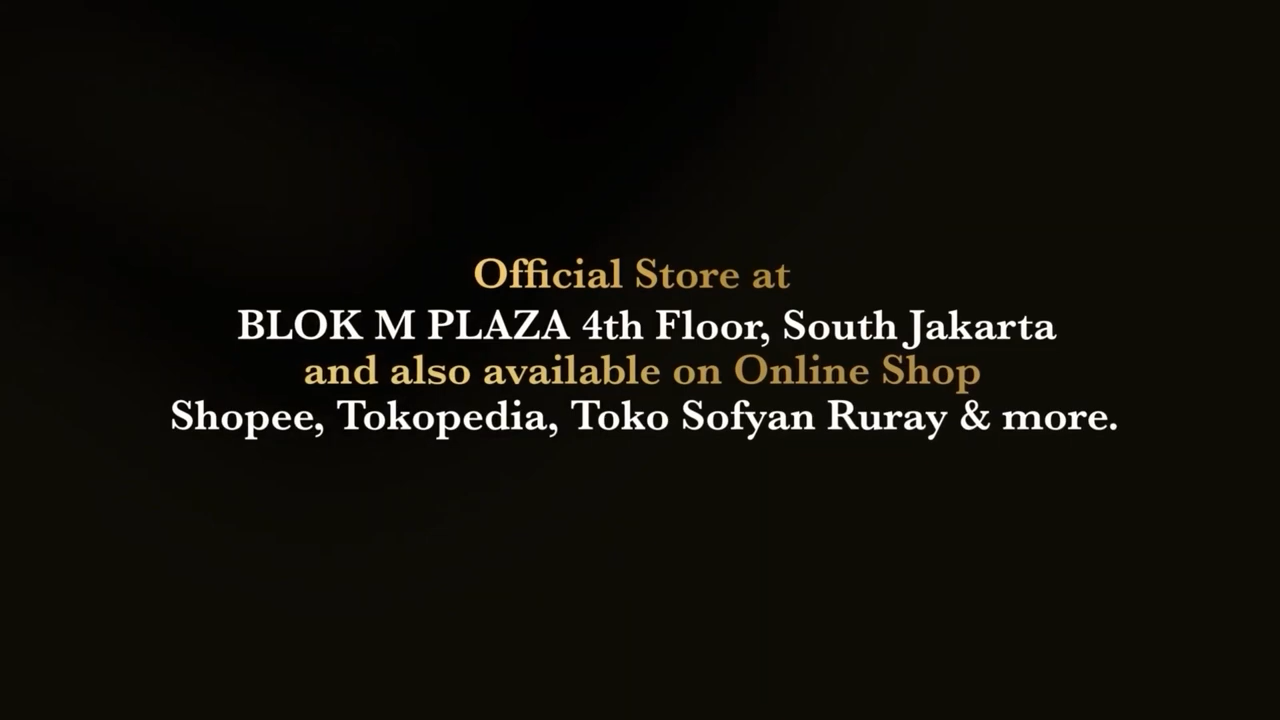 Official Store at
BLOK M PLAZA 4th Floor, South Jakarta
and also available on Online Shop
Shopee, Tokopedia, Toko Sofyan Ruray & more.